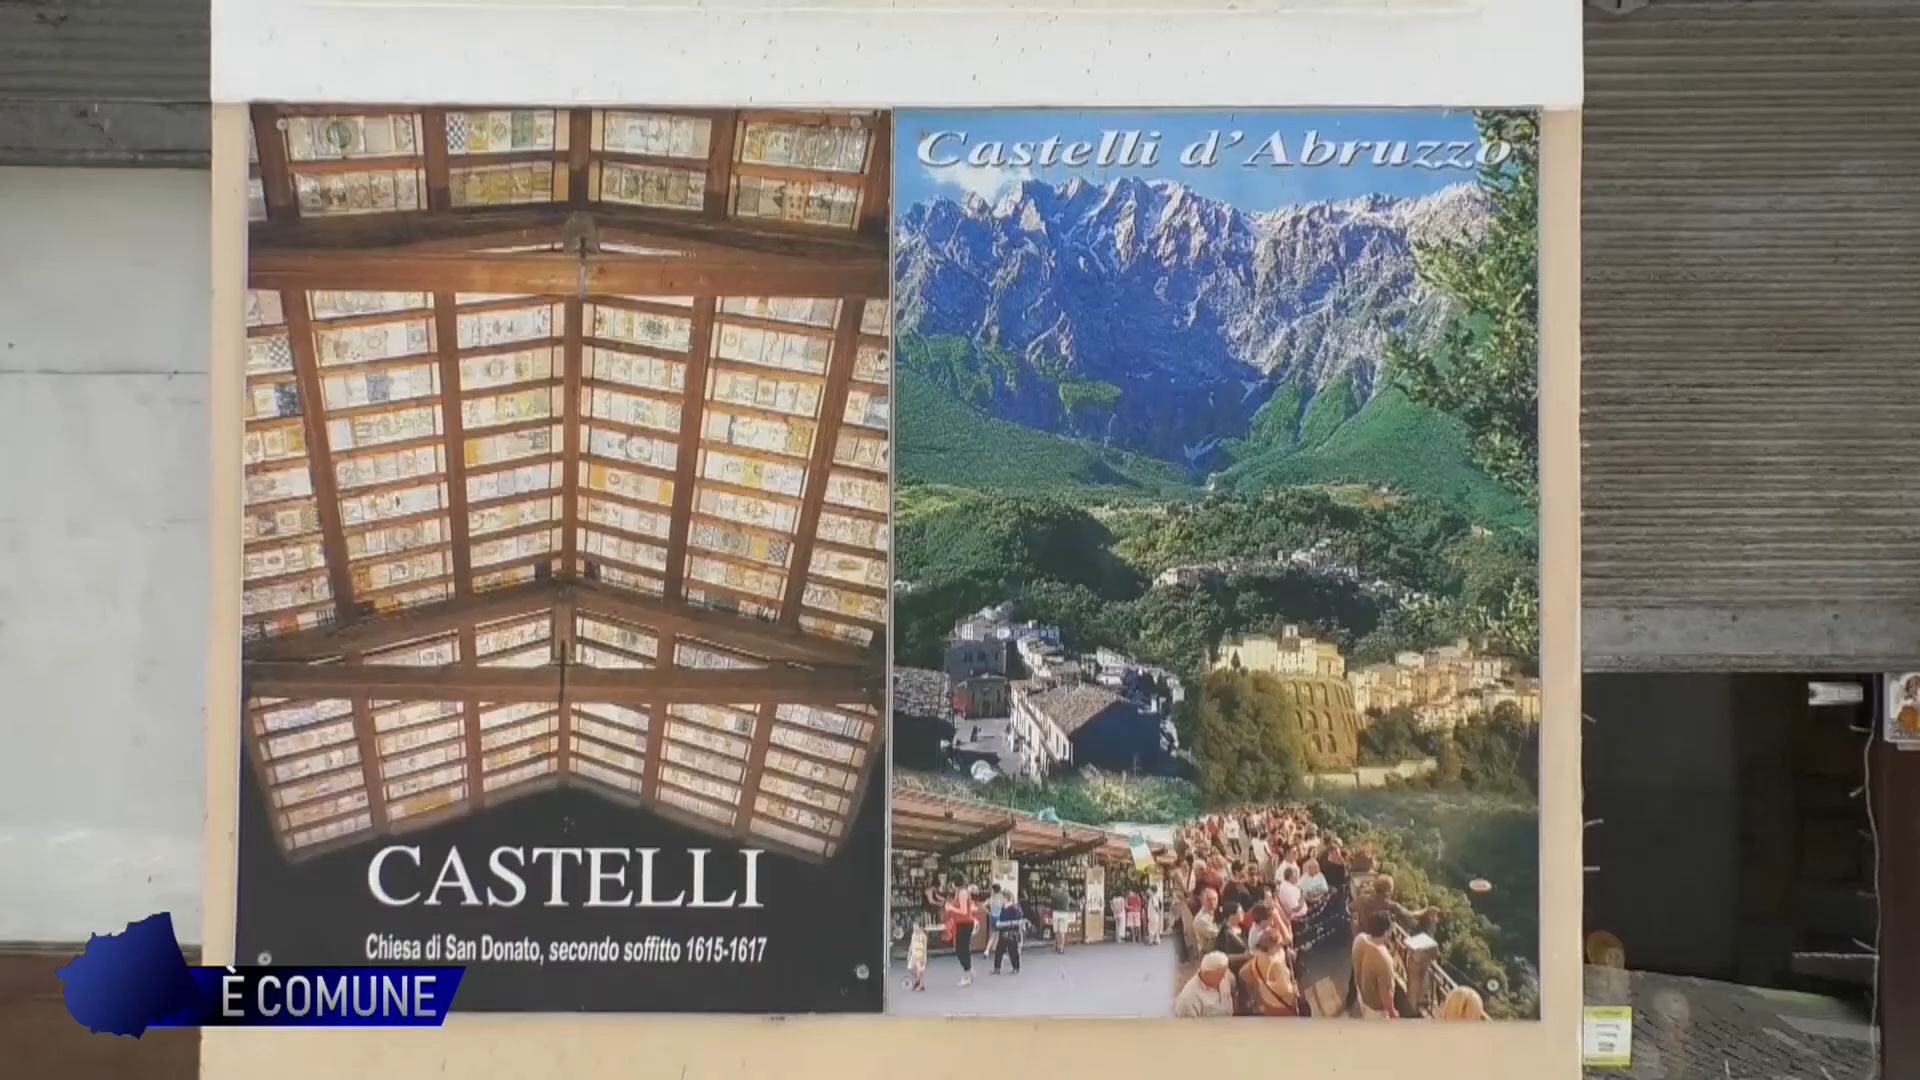 Castelli d'Abruzzo
CASTELLI
Chiesa di San Donato, secondo soffitto 1615-1617
È COMUNE